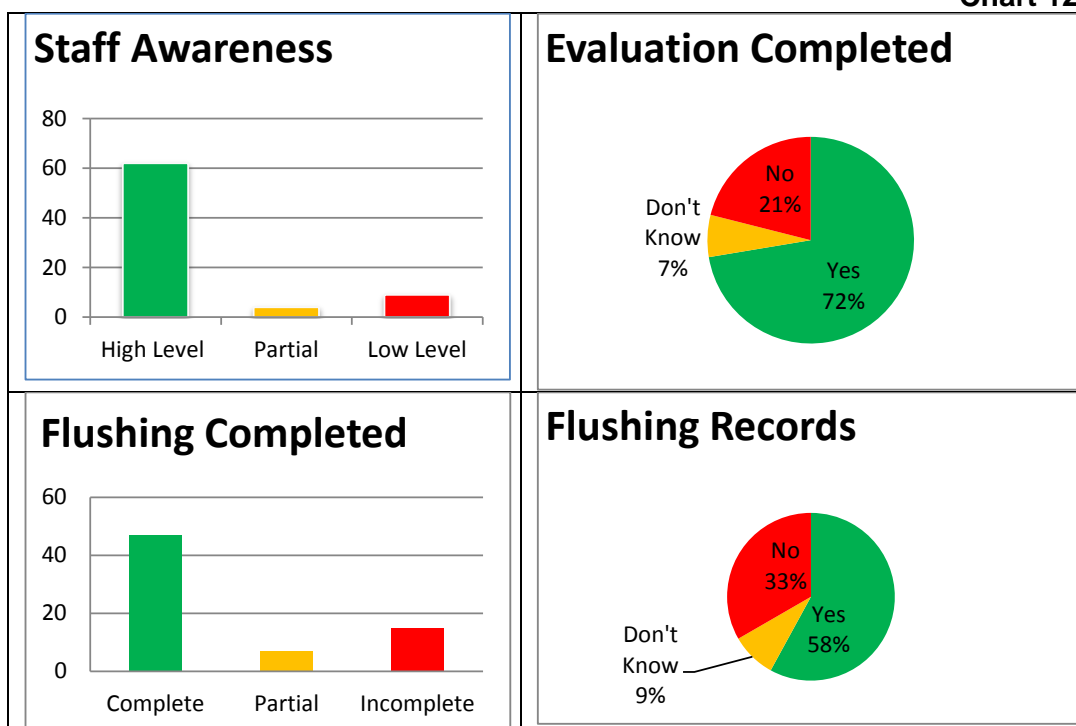 Chart 12
Staff Awareness
80
60
40
20
0
High Level Partial Low Level
Evaluation Completed
No
21%
Don't
Know
7%
Yes
72%
Flushing Completed
60
40
20
0
Complete Partial Incomplete
Flushing Records
No
33%
Yes
58%
Don't
Know
9%